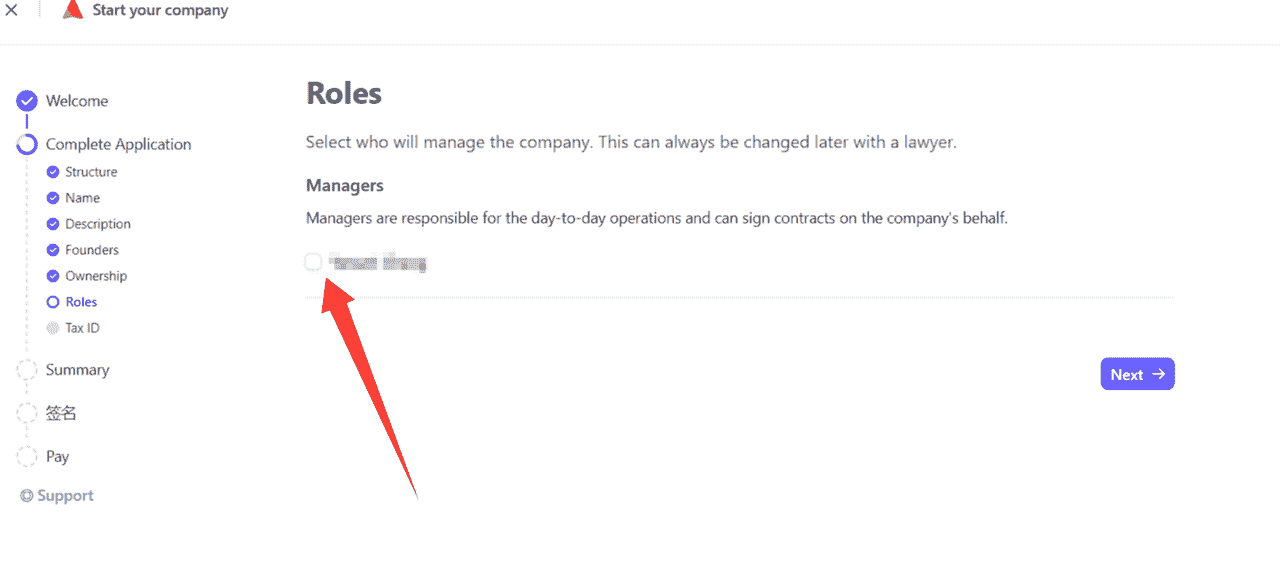 Start your company
Welcome
Complete Application
Structure
Name
Description
Founders
Ownership
Roles
Tax ID
Summary
签名
Pay
Support
Roles
Select who will manage the company. This can always be changed later with a lawyer.
Managers
Managers are responsible for the day-to-day operations and can sign contracts on the company's behalf.
Next